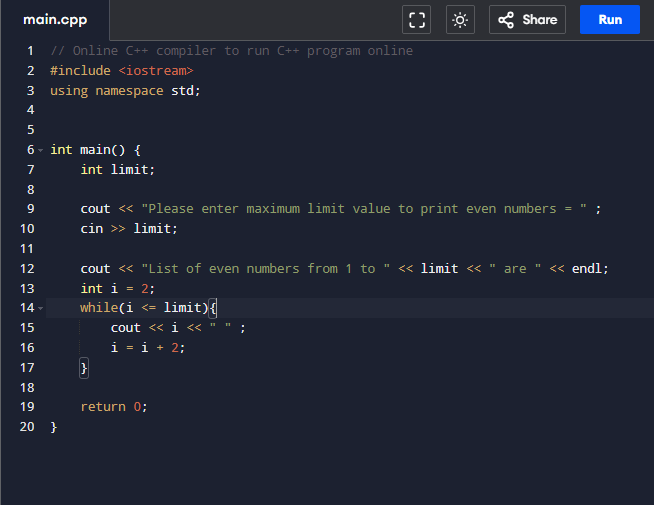 main.cpp
Share
Run
1 // Online C++ compiler to run C++ program online
2 #include <iostream>
3 using namespace std;
4
5
6 int main() {
7     int limit;
8
9     cout << "Please enter maximum limit value to print even numbers = " ;
10     cin >> limit;
11
12     cout << "List of even numbers from 1 to " << limit << " are " << endl;
13     int i = 2;
14     while(i <= limit){
15         cout << i << " " ;
16         i = i + 2;
17     }
18
19     return 0;
20 }